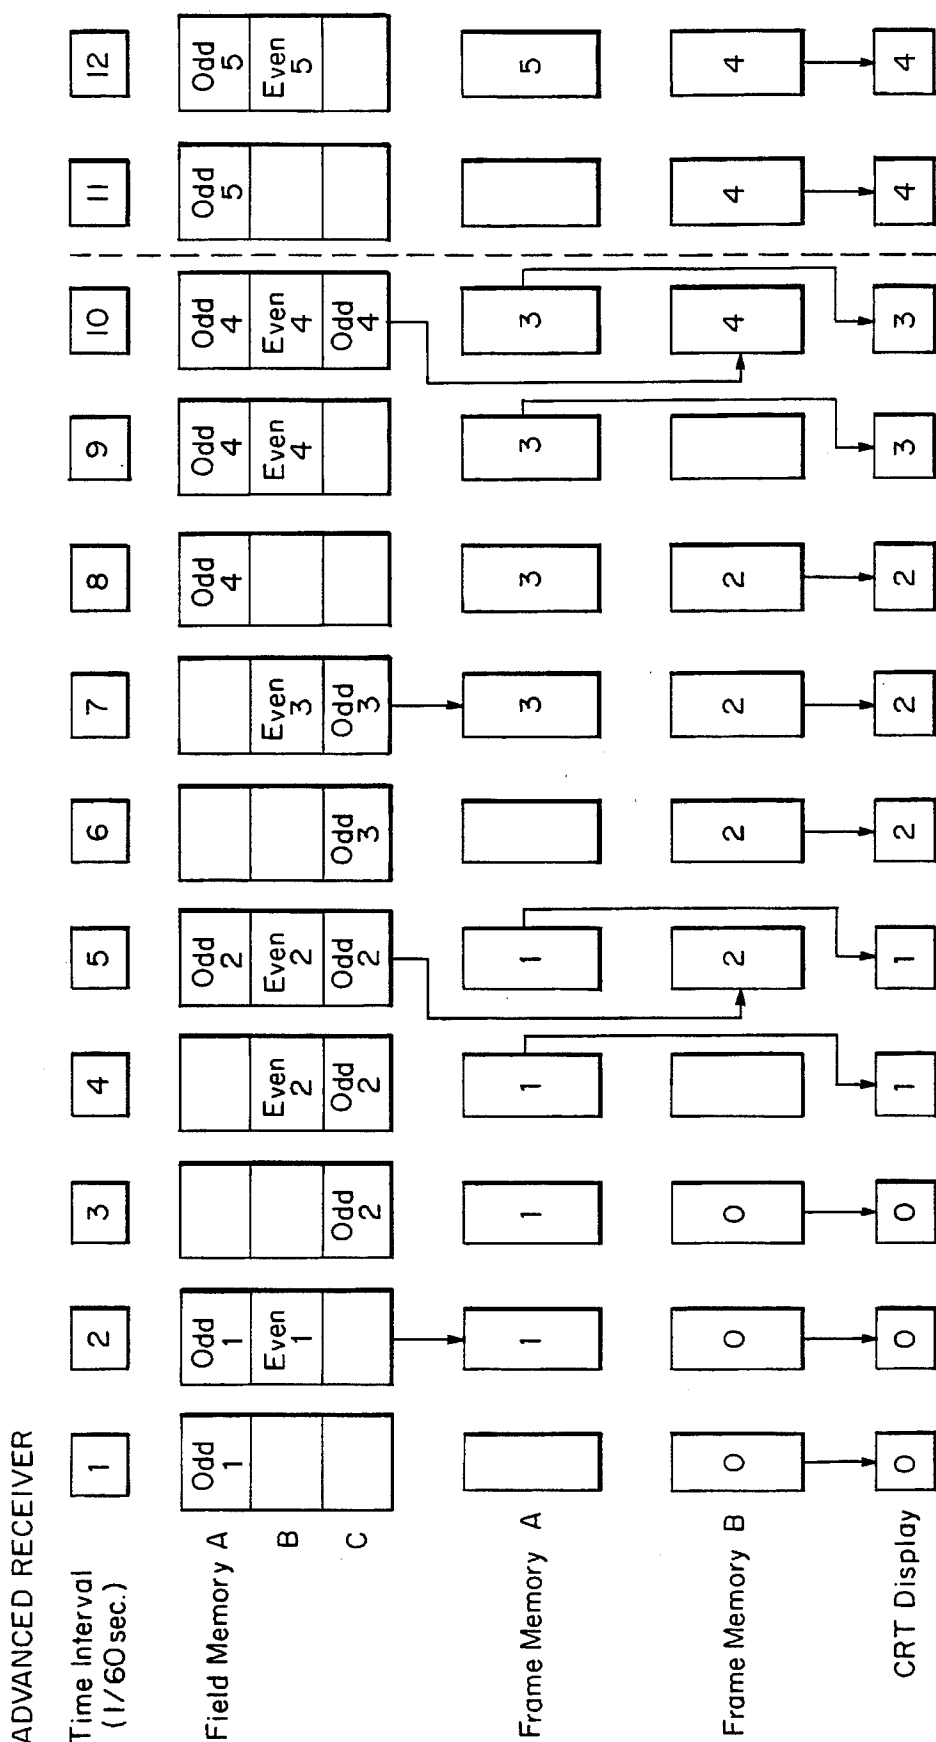 ADVANCED RECEIVER
Time Interval 1 2 3 4 5 6 7 8 9 10 11 12
(1/60sec.)
Field Memory A Odd 1 Odd 1 Odd 2 Odd 4 Odd 4 Odd 4 Odd 5 Odd 5
B Even 1 Even 2 Even 2 Even 3 Even 4 Even 4 Even 5
C Odd 2 Odd 2 Odd 2 Odd 3 Odd 3 Odd 4
Frame Memory A 1 1 1 1 3 3 3 3 5
Frame Memory B 0 0 0 2 2 2 2 4 4 4
CRT Display 0 0 0 1 1 2 2 2 3 3 4 4